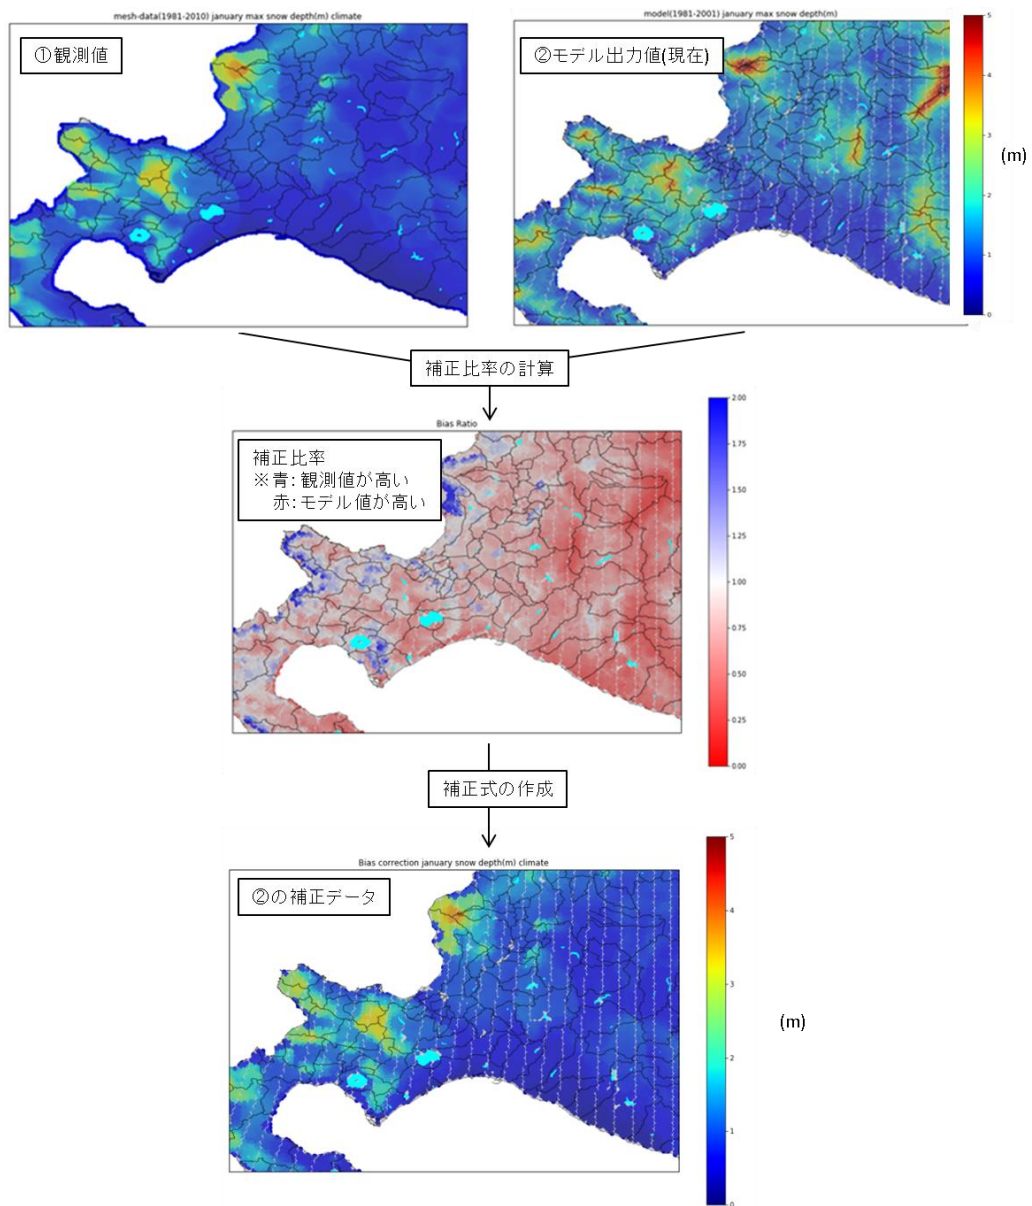 mesh-data(1981-2010) january max snow depth(m) climate
①観測値
model(1981-2001) january max snow depth(m)
②モデル出力値(現在)
5
4
3
2
1
0
(m)
補正比率の計算
Bias Ratio
補正比率
※青：観測値が高い
赤：モデル値が高い
2.00
1.75
1.50
1.25
1.00
0.75
0.50
0.25
0.00
補正式の作成
Bias correction january snow depth(m) climate
②の補正データ
5
4
3
2
1
0
(m)